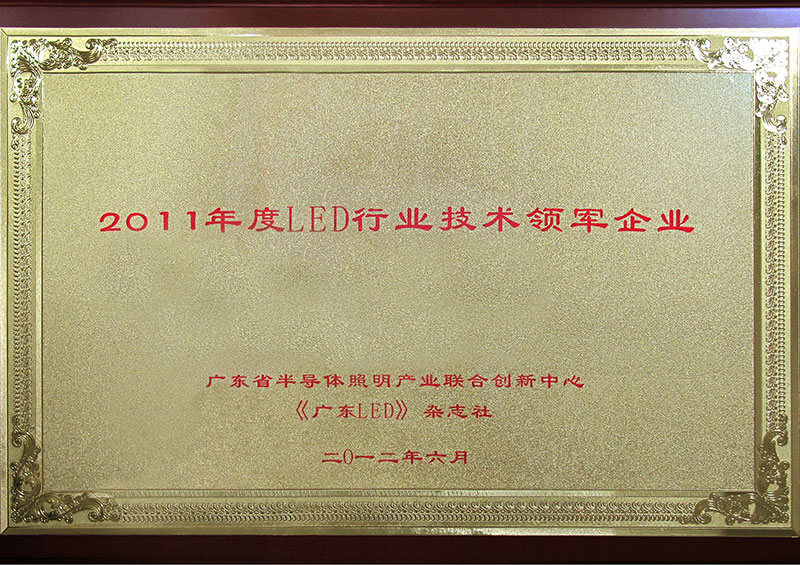 2011年度LED行业技术领军企业
广东省半导体照明产业联合创新中心
《广东LED》杂志社
二0一二年六月